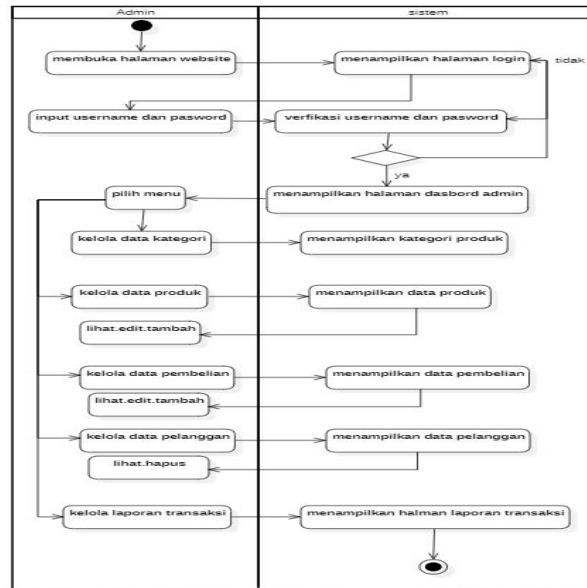 Admin
sistem
membuka halaman website
menampilkan halaman login
tidak
input username dan pasword
verfikasi username dan pasword
ya
pilih menu
menampilkan halaman dasbord admin
kelola data kategori
menampilkan kategori produk
kelola data produk
menampilkan data produk
lihat.edit.tambah
kelola data pembelian
menampilkan data pembelian
lihat.edit.tambah
kelola data pelanggan
menampilkan data pelanggan
lihat.hapus
kelola laporan transaksi
menampilkan halman laporan transaksi